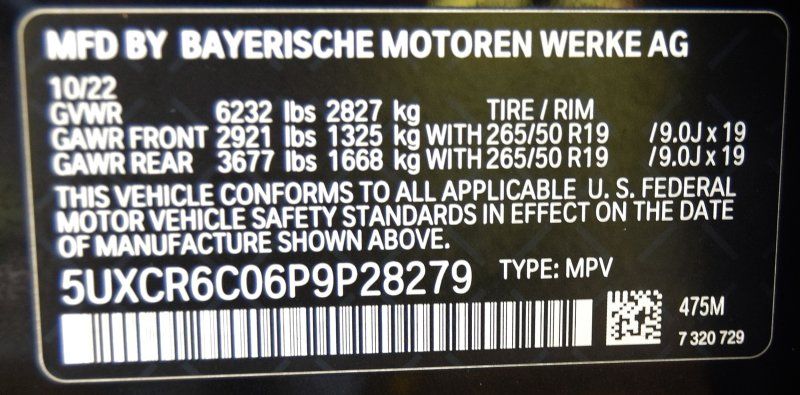 MFD BY BAYERISCHE MOTOREN WERKE AG
10/22
GVWR 6232 lbs 2827 kg TIRE / RIM
GAWR FRONT 2921 lbs 1325 kg WITH 265/50 R19 /9.0J x 19
GAWR REAR 3677 lbs 1668 kg WITH 265/50 R19 /9.0J x 19
THIS VEHICLE CONFORMS TO ALL APPLICABLE U. S. FEDERAL
MOTOR VEHICLE SAFETY STANDARDS IN EFFECT ON THE DATE
OF MANUFACTURE SHOWN ABOVE.
5UXCR6C06P9P28279 TYPE: MPV
475M
7 320 729